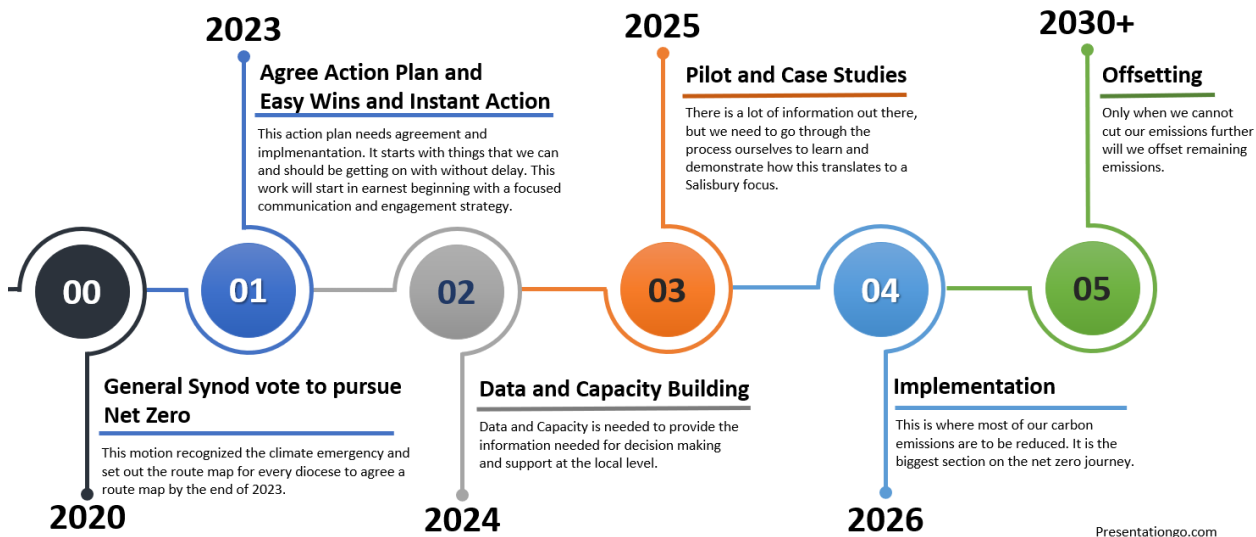 2023
Agree Action Plan and
Easy Wins and Instant Action
This action plan needs agreement and
implmenantation. It starts with things that we can
and should be getting on with without delay. This
work will start in earnest beginning with a focused
communication and engagement strategy.
2025
Pilot and Case Studies
There is a lot of information out there,
but we need to go through the
process ourselves to learn and
demonstrate how this translates to a
Salisbury focus.
2030+
Offsetting
Only when we cannot
cut our emissions further
will we offset remaining
emissions.
00
01
02
03
04
05
General Synod vote to pursue
Net Zero
This motion recognized the climate emergency and
set out the route map for every diocese to agree a
route map by the end of 2023.
2020
Data and Capacity Building
Data and Capacity is needed to provide the
information needed for decision making
and support at the local level.
2024
Implementation
This is where most of our carbon
emissions are to be reduced. It is the
biggest section on the net zero journey.
2026
Presentationgo.com